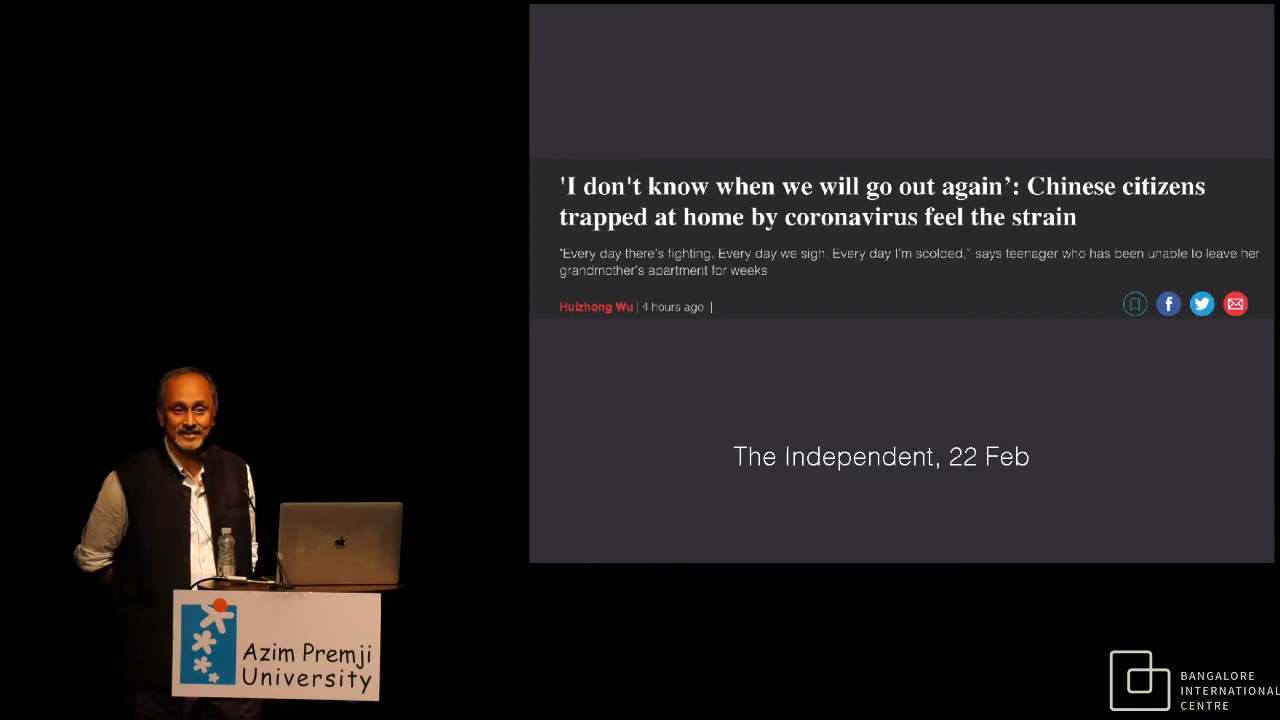 'I don't know when we will go out again’: Chinese citizens
trapped at home by coronavirus feel the strain
"Every day there's fighting. Every day we sigh. Every day I'm scolded," says teenager who has been unable to leave her
grandmother's apartment for weeks
Huizhong Wu | 4 hours ago |
The Independent, 22 Feb
Azim Premji
University
BANGALORE
INTERNATIONAL
CENTRE